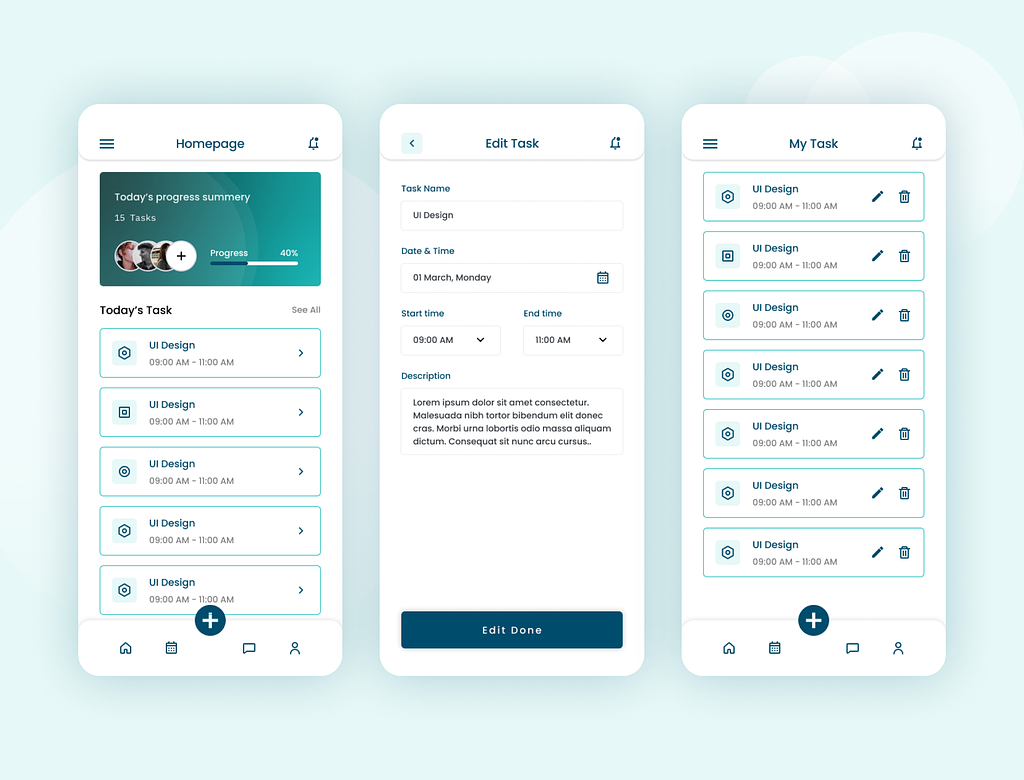 Homepage
Today's progress summery
15 Tasks
Progress 40%
Today's Task See All
UI Design
09:00 AM - 11:00 AM
UI Design
09:00 AM - 11:00 AM
UI Design
09:00 AM - 11:00 AM
UI Design
09:00 AM - 11:00 AM
UI Design
09:00 AM - 11:00 AM
Edit Task
Task Name
UI Design
Date & Time
01 March, Monday
Start time End time
09:00 AM 11:00 AM
Description
Lorem ipsum dolor sit amet consectetur.
Malesuada nibh tortor bibendum elit donec
cras. Morbi urna lobortis odio massa aliquam
dictum. Consequat sit nunc arcu cursus..
Edit Done
My Task
UI Design
09:00 AM - 11:00 AM
UI Design
09:00 AM - 11:00 AM
UI Design
09:00 AM - 11:00 AM
UI Design
09:00 AM - 11:00 AM
UI Design
09:00 AM - 11:00 AM
UI Design
09:00 AM - 11:00 AM
UI Design
09:00 AM - 11:00 AM